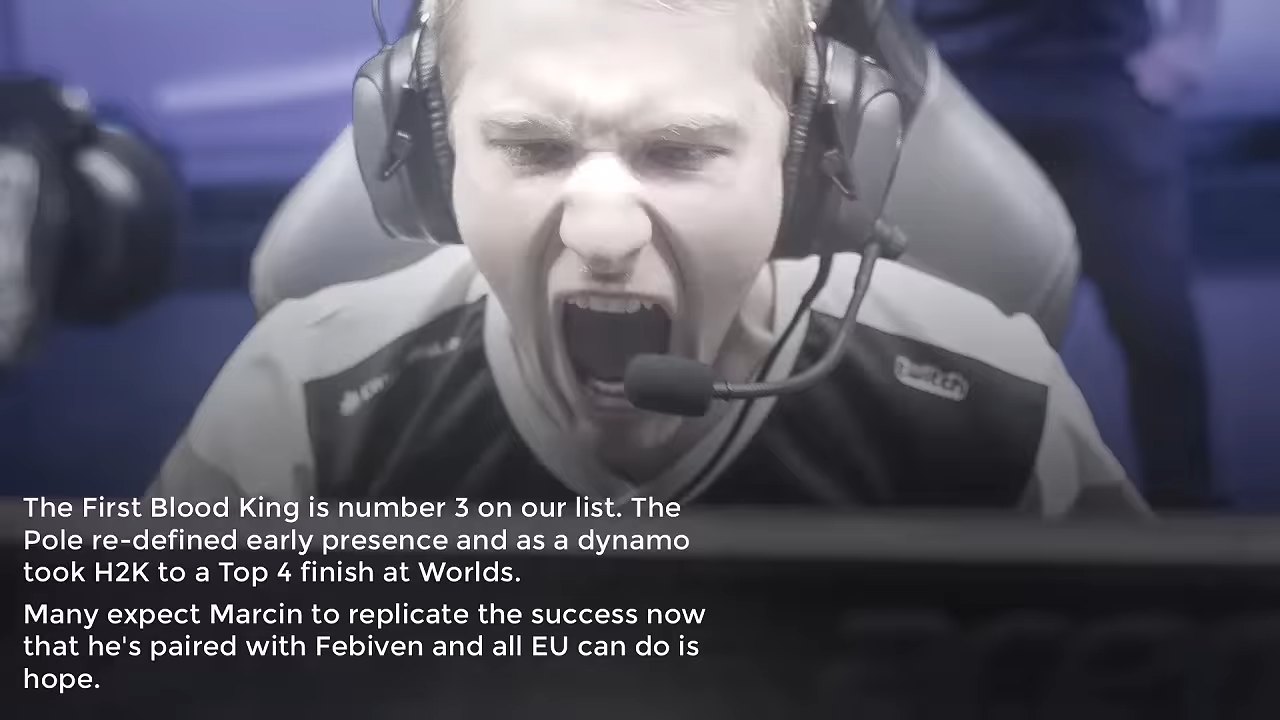 twitch
The First Blood King is number 3 on our list. The
Pole re-defined early presence and as a dynamo
took H2K to a Top 4 finish at Worlds.
Many expect Marcin to replicate the success now
that he's paired with Febiven and all EU can do is
hope.